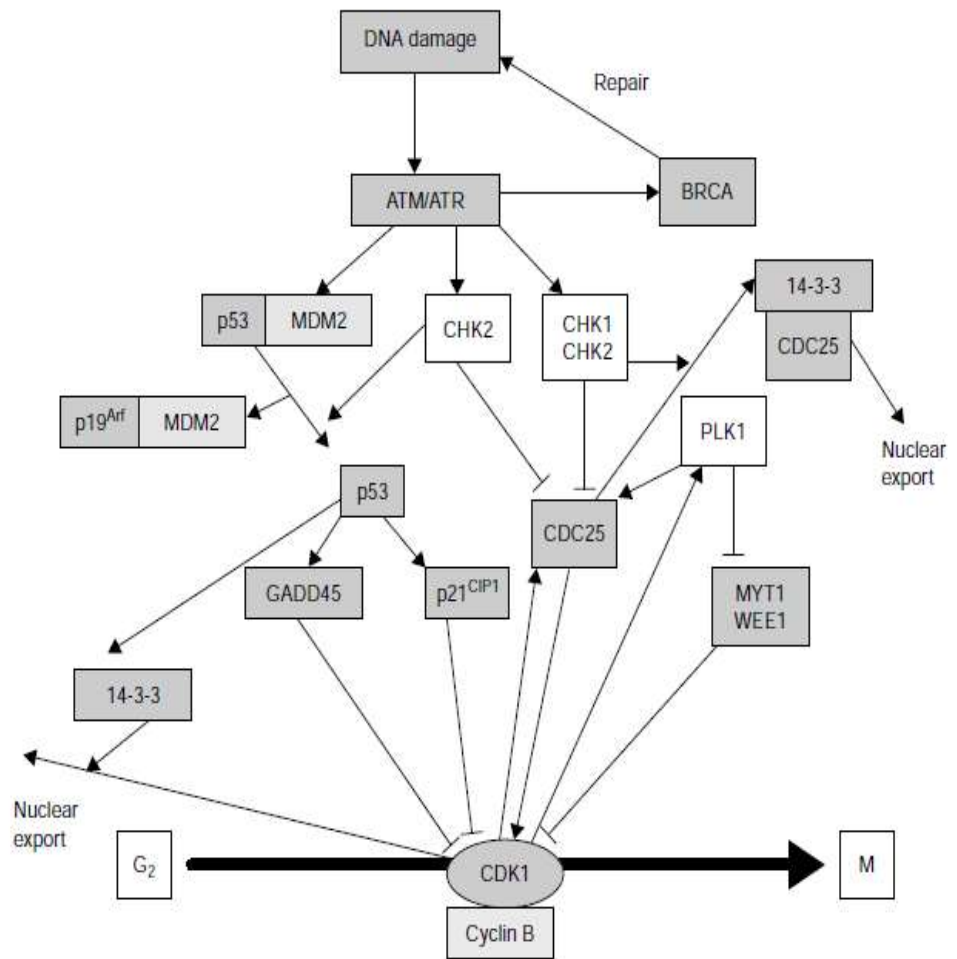 DNA damage
Repair
ATM/ATR
BRCA
14-3-3
CDC25
p53 MDM2
CHK2
CHK1
CHK2
p19Arf MDM2
PLK1
Nuclear
export
p53
CDC25
GADD45
p21CIP1
MYT1
WEE1
14-3-3
Nuclear
export
G2
CDK1
M
Cyclin B